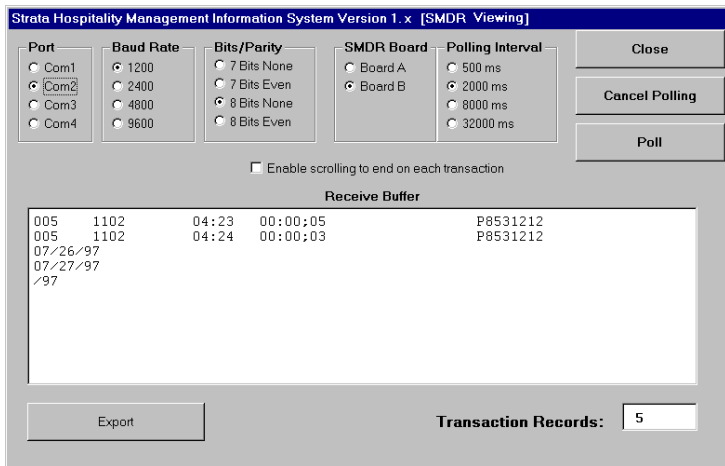 Strata Hospitality Management Information System Version 1.x [SMDR Viewing]
Port
Com1
Com2
Com3
Com4
Baud Rate
1200
2400
4800
9600
Bits/Parity
7 Bits None
7 Bits Even
8 Bits None
8 Bits Even
SMDR Board
Board A
Board B
Polling Interval
500 ms
2000 ms
8000 ms
32000 ms
Close
Cancel Polling
Poll
Enable scrolling to end on each transaction
Receive Buffer
005 1102 04:23 00:00;05 P8531212
005 1102 04:24 00:00;03 P8531212
07/26/97
07/27/97
/97
Export
Transaction Records: 5